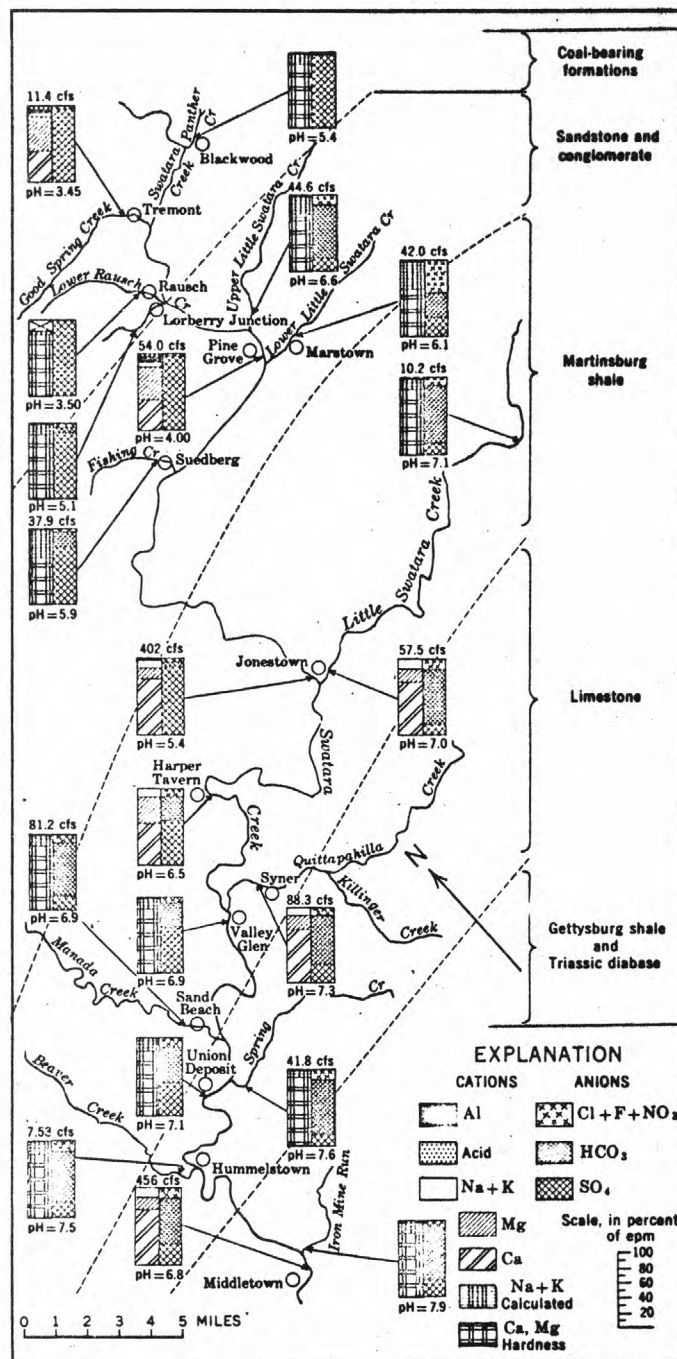 Coal-bearing
formations
11.4 cfs
Swatara Creek
Panther Cr
Blackwood
pH = 5.4
Sandstone and
conglomerate
pH = 3.45
Tremont
Good Spring Creek
Upper Little Swatara Cr
44.6 cfs
Lower Little Swatara Cr
pH = 6.6
42.0 cfs
Lower Rausch Cr
Rausch
Lorberry Junction
Pine
Grove
54.0 cfs
Marstown
pH = 6.1
Martinsburg
shale
10.2 cfs
pH = 3.50
pH = 4.00
pH = 7.1
Fishing Cr
Suedberg
pH = 5.1
37.9 cfs
pH = 5.9
Little Swatara Creek
402 cfs
Jonestown
57.5 cfs
Limestone
pH = 5.4
pH = 7.0
Harper
Tavern
Swatara
Creek
pH = 6.5
81.2 cfs
Quittapahilla Creek
Syner
Killinger
Creek
N
Valley
Glen
88.3 cfs
Gettysburg shale
and
Triassic diabase
pH = 6.9
pH = 6.9
pH = 7.3
Manada
Creek
Sand
Beach
Spring Cr
Union
Deposit
pH = 7.1
41.8 cfs
pH = 7.6
Beaver
Creek
7.53 cfs
Hummelstown
456 cfs
pH = 7.5
Iron Mine Run
pH = 6.8
Middletown
pH = 7.9
0 1 2 3 4 5 MILES
EXPLANATION
CATIONS ANIONS
Al Cl + F + NO₃
Acid HCO₃
Na + K SO₄
Mg Scale, in percent
of epm
Ca 100
80
60
40
20
Na + K
Calculated
Ca, Mg
Hardness